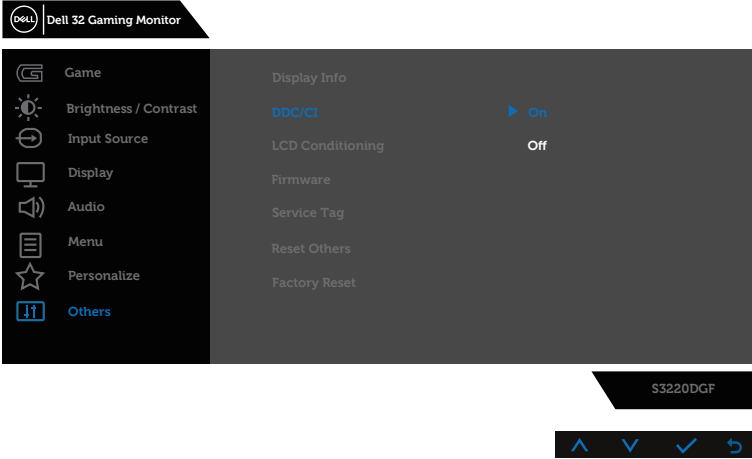 DELL Dell 32 Gaming Monitor
Game
Brightness / Contrast
Input Source
Display
Audio
Menu
Personalize
Others
Display Info
DDC/CI On
LCD Conditioning Off
Firmware
Service Tag
Reset Others
Factory Reset
S3220DGF